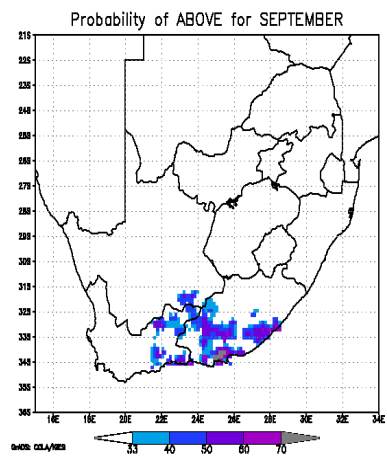 Probability of ABOVE for SEPTEMBER
21S
22S
23S
24S
25S
26S
27S
28S
29S
30S
31S
32S
33S
34S
35S
36S
16E 18E 20E 22E 24E 26E 28E 30E 32E 34E
33 40 50 60 70
GrADS: COLA/IGES